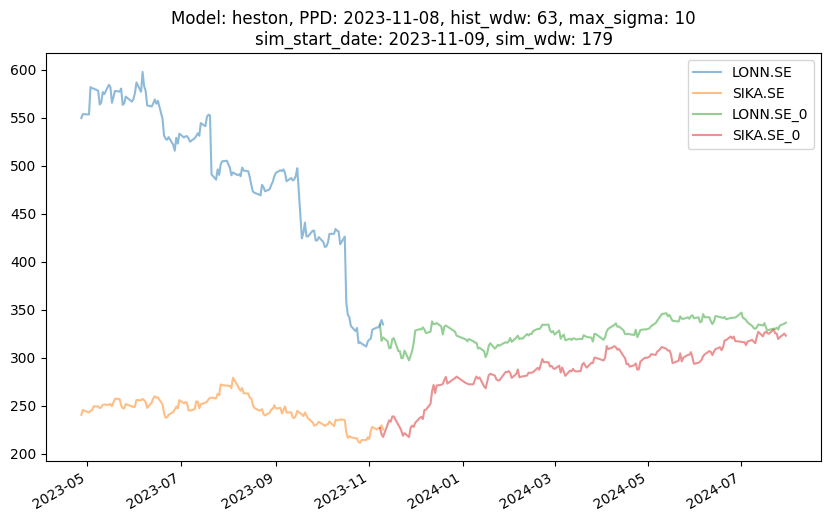 Model: heston, PPD: 2023-11-08, hist_wdw: 63, max_sigma: 10
sim_start_date: 2023-11-09, sim_wdw: 179
600
550
500
450
400
350
300
250
200
LONN.SE
SIKA.SE
LONN.SE_0
SIKA.SE_0
2023-05
2023-07
2023-09
2023-11
2024-01
2024-03
2024-05
2024-07